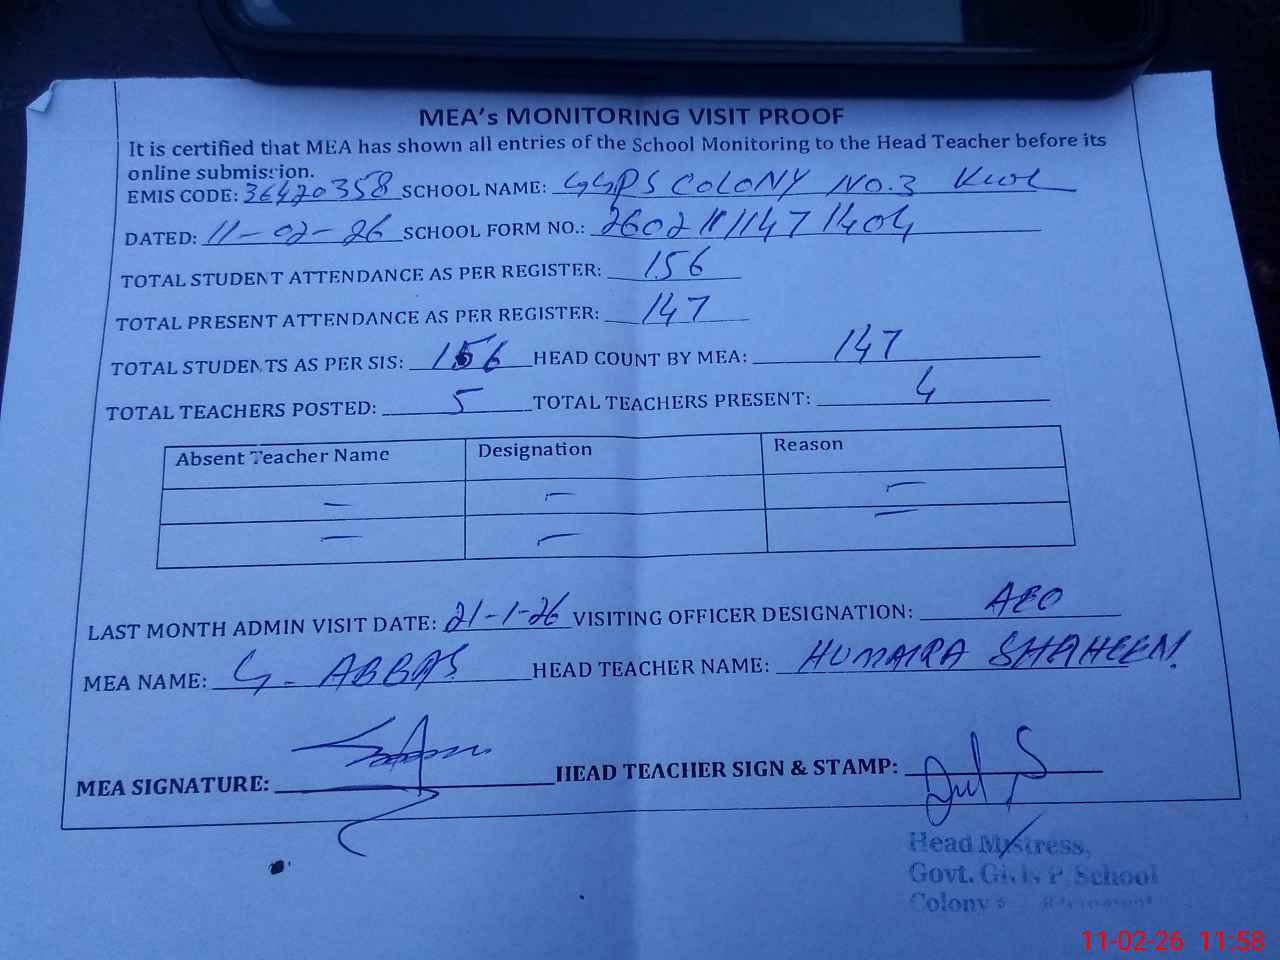 MEA's MONITORING VISIT PROOF
It is certified that MEA has shown all entries of the School Monitoring to the Head Teacher before its
online submission.
EMIS CODE: 36420358 SCHOOL NAME: GGPS COLONY NO.3 KWL
DATED: 11-02-26 SCHOOL FORM NO.: 26021111471404
TOTAL STUDENT ATTENDANCE AS PER REGISTER: 156
TOTAL PRESENT ATTENDANCE AS PER REGISTER: 147
TOTAL STUDENTS AS PER SIS: 156 HEAD COUNT BY MEA: 147
TOTAL TEACHERS POSTED: 5 TOTAL TEACHERS PRESENT: 4
Absent Teacher Name Designation Reason
— — —
— — —
LAST MONTH ADMIN VISIT DATE: 21-1-26 VISITING OFFICER DESIGNATION: AEO
MEA NAME: G. ABBAS HEAD TEACHER NAME: HUMAIRA SHAHEEN
MEA SIGNATURE: HEAD TEACHER SIGN & STAMP:
Head Mistress,
Govt. Girls P. School
Colony
11-02-26 11:58